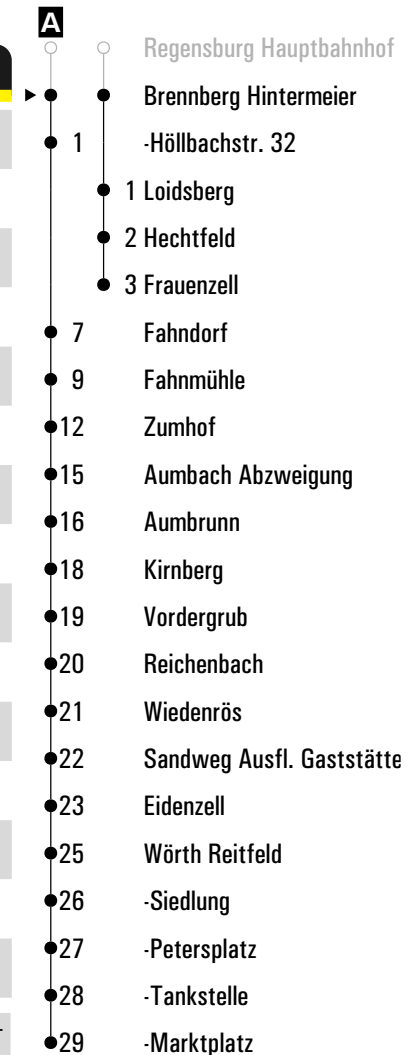 A
Regensburg Hauptbahnhof
Brennberg Hintermeier
1 -Höllbachstr. 32
1 Loidsberg
2 Hechtfeld
3 Frauenzell
7 Fahndorf
9 Fahnmühle
12 Zumhof
15 Aumbach Abzweigung
16 Aumbrunn
18 Kirnberg
19 Vordergrub
20 Reichenbach
21 Wiedenrös
22 Sandweg Ausfl. Gaststätte
23 Eidenzell
25 Wörth Reitfeld
26 -Siedlung
27 -Petersplatz
28 -Tankstelle
29 -Marktplatz